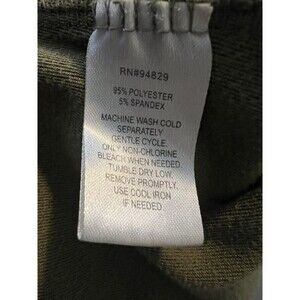 RN#94829
95% POLYESTER
5% SPANDEX
MACHINE WASH COLD
SEPARATELY
GENTLE CYCLE.
ONLY NON-CHLORINE
BLEACH WHEN NEEDED.
TUMBLE DRY LOW.
REMOVE PROMPTLY.
USE COOL IRON
IF NEEDED.